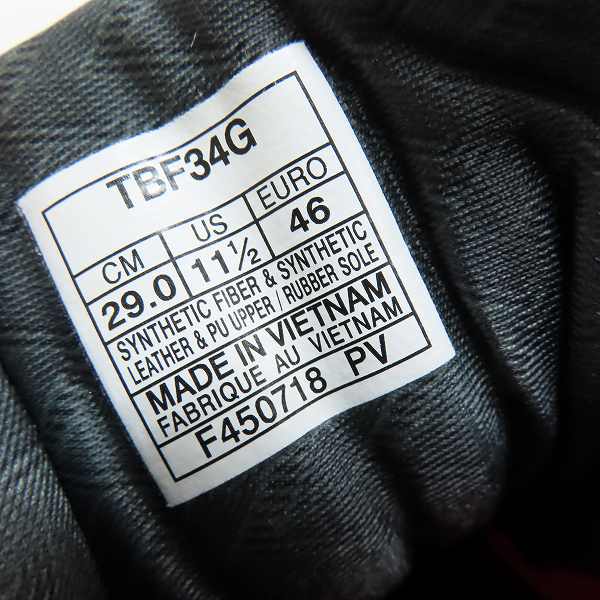 TBF34G
CM US EURO
29.0 11½ 46
SYNTHETIC FIBER & SYNTHETIC
LEATHER & PU UPPER / RUBBER SOLE
MADE IN VIETNAM
FABRIQUE AU VIETNAM
F450718 PV